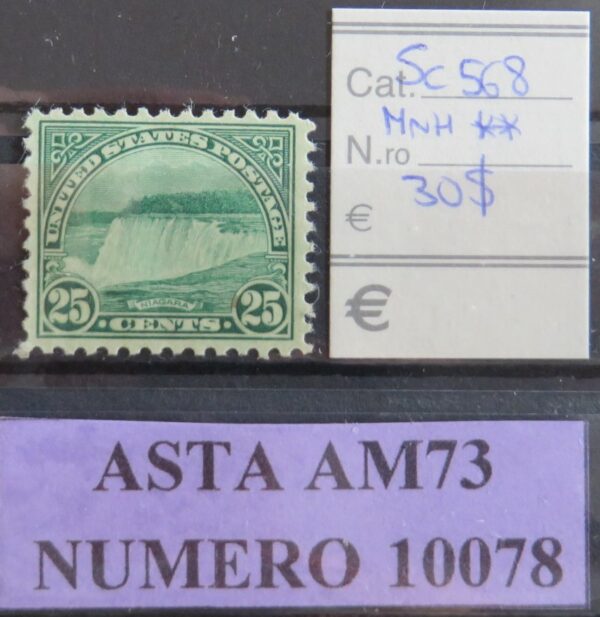 UNITED STATES POSTAGE
NIAGARA
25 25
·CENTS·
Cat. Sc 568
MNH **
N.ro
30$
€
€
ASTA AM73
NUMERO 10078